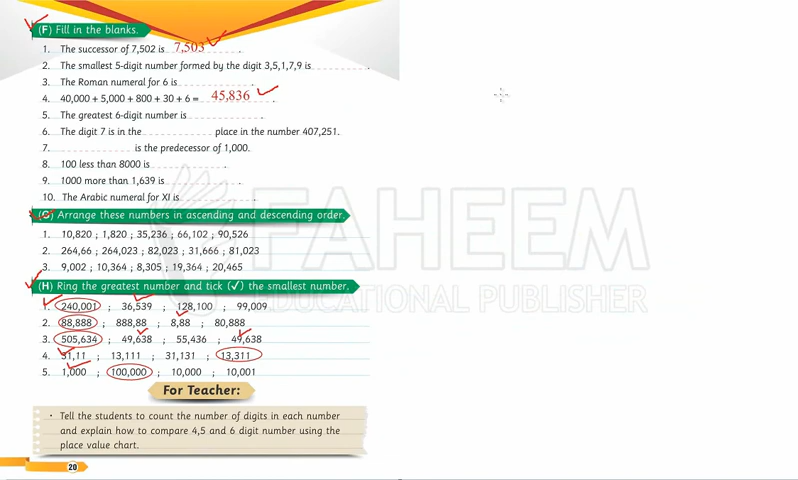 (F) Fill in the blanks.
1. The successor of 7,502 is 7,503.
2. The smallest 5-digit number formed by the digit 3,5,1,7,9 is .
3. The Roman numeral for 6 is .
4. 40,000 + 5,000 + 800 + 30 + 6 = 45,836.
5. The greatest 6-digit number is .
6. The digit 7 is in the place in the number 407,251.
7. is the predecessor of 1,000.
8. 100 less than 8000 is .
9. 1000 more than 1,639 is .
10. The Arabic numeral for XI is .
(G) Arrange these numbers in ascending and descending order.
1. 10,820 ; 1,820 ; 35,236 ; 66,102 ; 90,526
2. 264,66 ; 264,023 ; 82,023 ; 31,666 ; 81,023
3. 9,002 ; 10,364 ; 8,305 ; 19,364 ; 20,465
(H) Ring the greatest number and tick (✓) the smallest number.
1. 240,001 ; 36,539 ; 128,100 ; 99,009
2. 88,888 ; 888,88 ; 8,88 ; 80,888
3. 505,634 ; 49,638 ; 55,436 ; 49,638
4. 31,11 ; 13,111 ; 31,131 ; 13,311
5. 1,000 ; 100,000 ; 10,000 ; 10,001
For Teacher:
• Tell the students to count the number of digits in each number
and explain how to compare 4,5 and 6 digit number using the
place value chart.
20
FAHEEM
EDUCATIONAL PUBLISHER